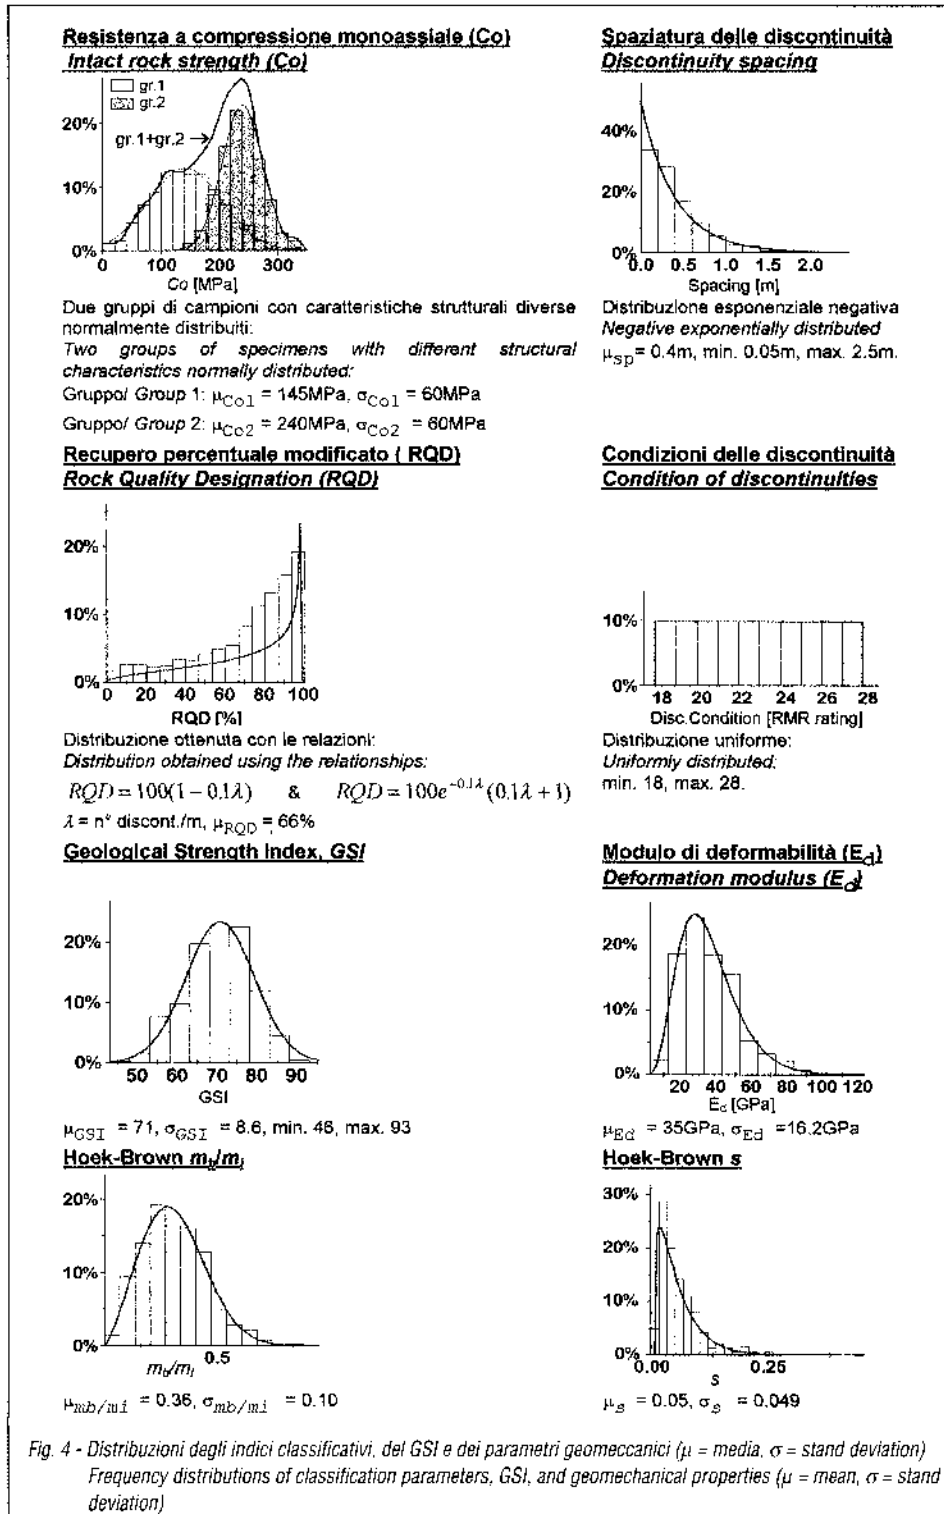 Resistenza a compressione monoassiale (Co)
Intact rock strength (Co)
gr.1
gr.2
gr.1+gr.2
20%
10%
0%
0 100 200 300
Co [MPa]
Due gruppi di campioni con caratteristiche strutturali diverse
normalmente distribuiti:
Two groups of specimens with different structural
characteristics normally distributed:
Gruppo/ Group 1: μCo1 = 145MPa, σCo1 = 60MPa
Gruppo/ Group 2: μCo2 = 240MPa, σCo2 = 60MPa
Spaziatura delle discontinuità
Discontinuity spacing
40%
20%
0%
0.0 0.5 1.0 1.5 2.0
Spacing [m]
Distribuzione esponenziale negativa
Negative exponentially distributed
μsp = 0.4m, min. 0.05m, max. 2.5m.
Recupero percentuale modificato ( RQD)
Rock Quality Designation (RQD)
20%
10%
0%
0 20 40 60 80 100
RQD [%]
Distribuzione ottenuta con le relazioni:
Distribution obtained using the relationships:
RQD = 100(1 − 0.1λ) & RQD = 100e^−0.1λ (0.1λ + 1)
λ = n° discont./m, μRQD = 66%
Condizioni delle discontinuità
Condition of discontinuities
10%
0%
18 20 22 24 26 28
Disc.Condition [RMR rating]
Distribuzione uniforme:
Uniformly distributed:
min. 18, max. 28.
Geological Strength Index, GSI
20%
10%
0%
50 60 70 80 90
GSI
μGSI = 71, σGSI = 8.6, min. 46, max. 93
Modulo di deformabilità (Ed)
Deformation modulus (Ed)
20%
10%
0%
20 40 60 80 100 120
Ed [GPa]
μEd = 35GPa, σEd =16.2GPa
Hoek-Brown mb/mi
20%
10%
0%
0.5
mb/mi
μmb/mi = 0.36, σmb/mi = 0.10
Hoek-Brown s
30%
20%
10%
0%
0.00 0.25
s
μs = 0.05, σs = 0.049
Fig. 4 - Distribuzioni degli indici classificativi, del GSI e dei parametri geomeccanici (μ = media, σ = stand deviation)
Frequency distributions of classification parameters, GSI, and geomechanical properties (μ = mean, σ = stand
deviation)